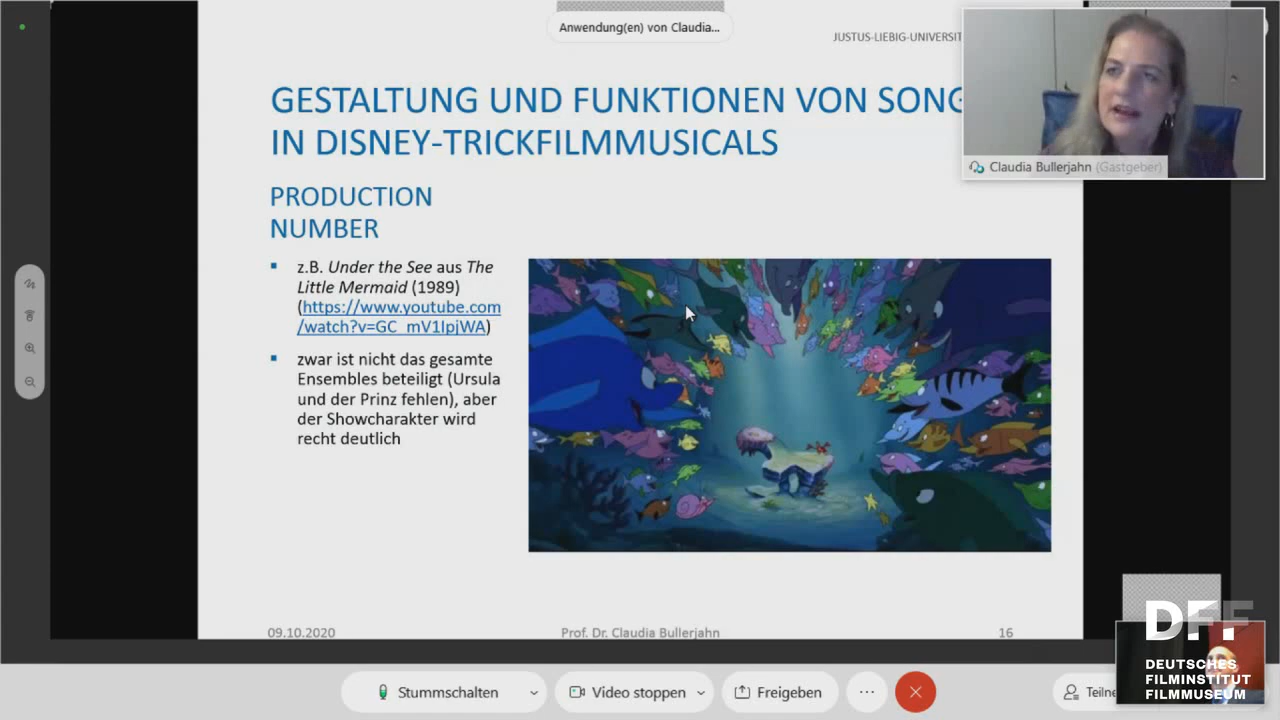 Anwendung(en) von Claudia...
JUSTUS-LIEBIG-UNIVERSIT
GESTALTUNG UND FUNKTIONEN VON SONG
IN DISNEY-TRICKFILMMUSICALS
Claudia Bullerjahn (Gastgeber)
PRODUCTION
NUMBER
▪ z.B. Under the See aus The
Little Mermaid (1989)
(https://www.youtube.com
/watch?v=GC_mV1IpjWA)
▪ zwar ist nicht das gesamte
Ensembles beteiligt (Ursula
und der Prinz fehlen), aber
der Showcharakter wird
recht deutlich
09.10.2020
Prof. Dr. Claudia Bullerjahn
16
DFF
DEUTSCHES
FILMINSTITUT
FILMMUSEUM
Stummschalten
Video stoppen
Freigeben
Teilne